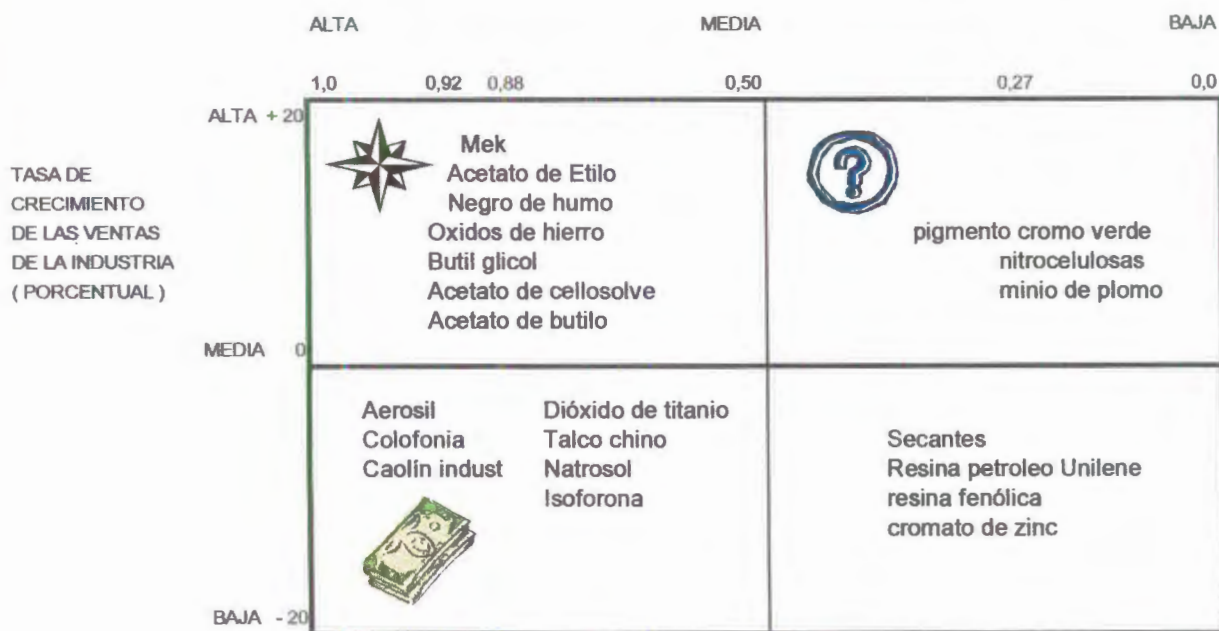 ALTA MEDIA BAJA
1,0 0,92 0,88 0,50 0,27 0,0
ALTA + 20
TASA DE
CRECIMIENTO
DE LAS VENTAS
DE LA INDUSTRIA
( PORCENTUAL )
Mek
Acetato de Etilo
Negro de humo
Oxidos de hierro
Butil glicol
Acetato de cellosolve
Acetato de butilo
?
pigmento cromo verde
nitrocelulosas
minio de plomo
MEDIA 0
Aerosil
Colofonia
Caolín indust
Dióxido de titanio
Talco chino
Natrosol
Isoforona
Secantes
Resina petroleo Unilene
resina fenólica
cromato de zinc
BAJA - 20